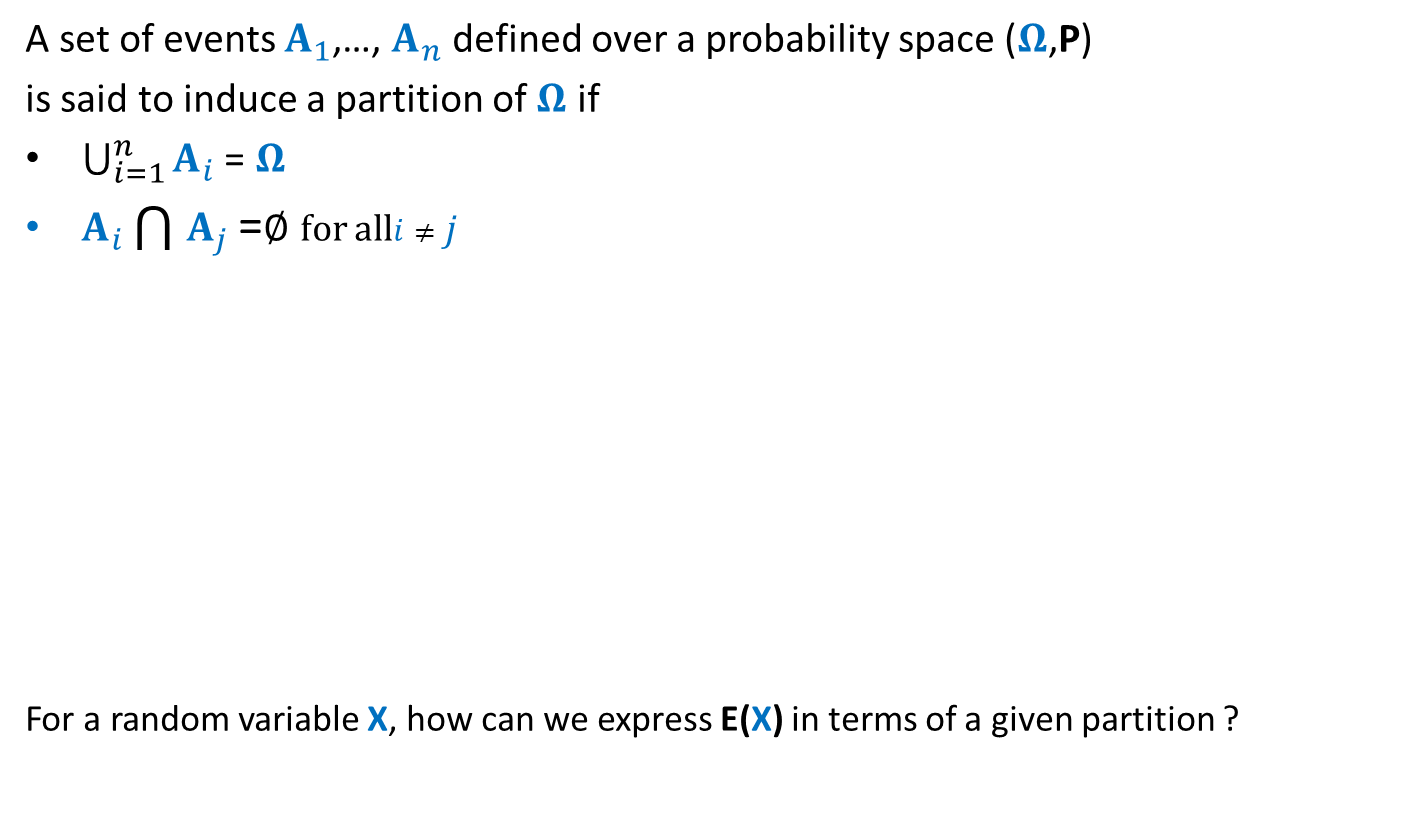 A set of events A₁,…, Aₙ defined over a probability space (Ω,P)
is said to induce a partition of Ω if
• ⋃ⁿᵢ₌₁ Aᵢ = Ω
• Aᵢ ⋂ Aⱼ =∅ for all i ≠ j
For a random variable X, how can we express E(X) in terms of a given partition ?